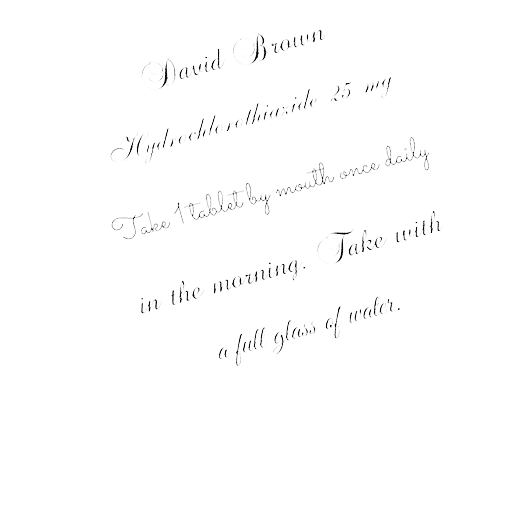 David Brown
Hydrochlorothiazide 25 mg
Take 1 tablet by mouth once daily
in the morning. Take with
a full glass of water.